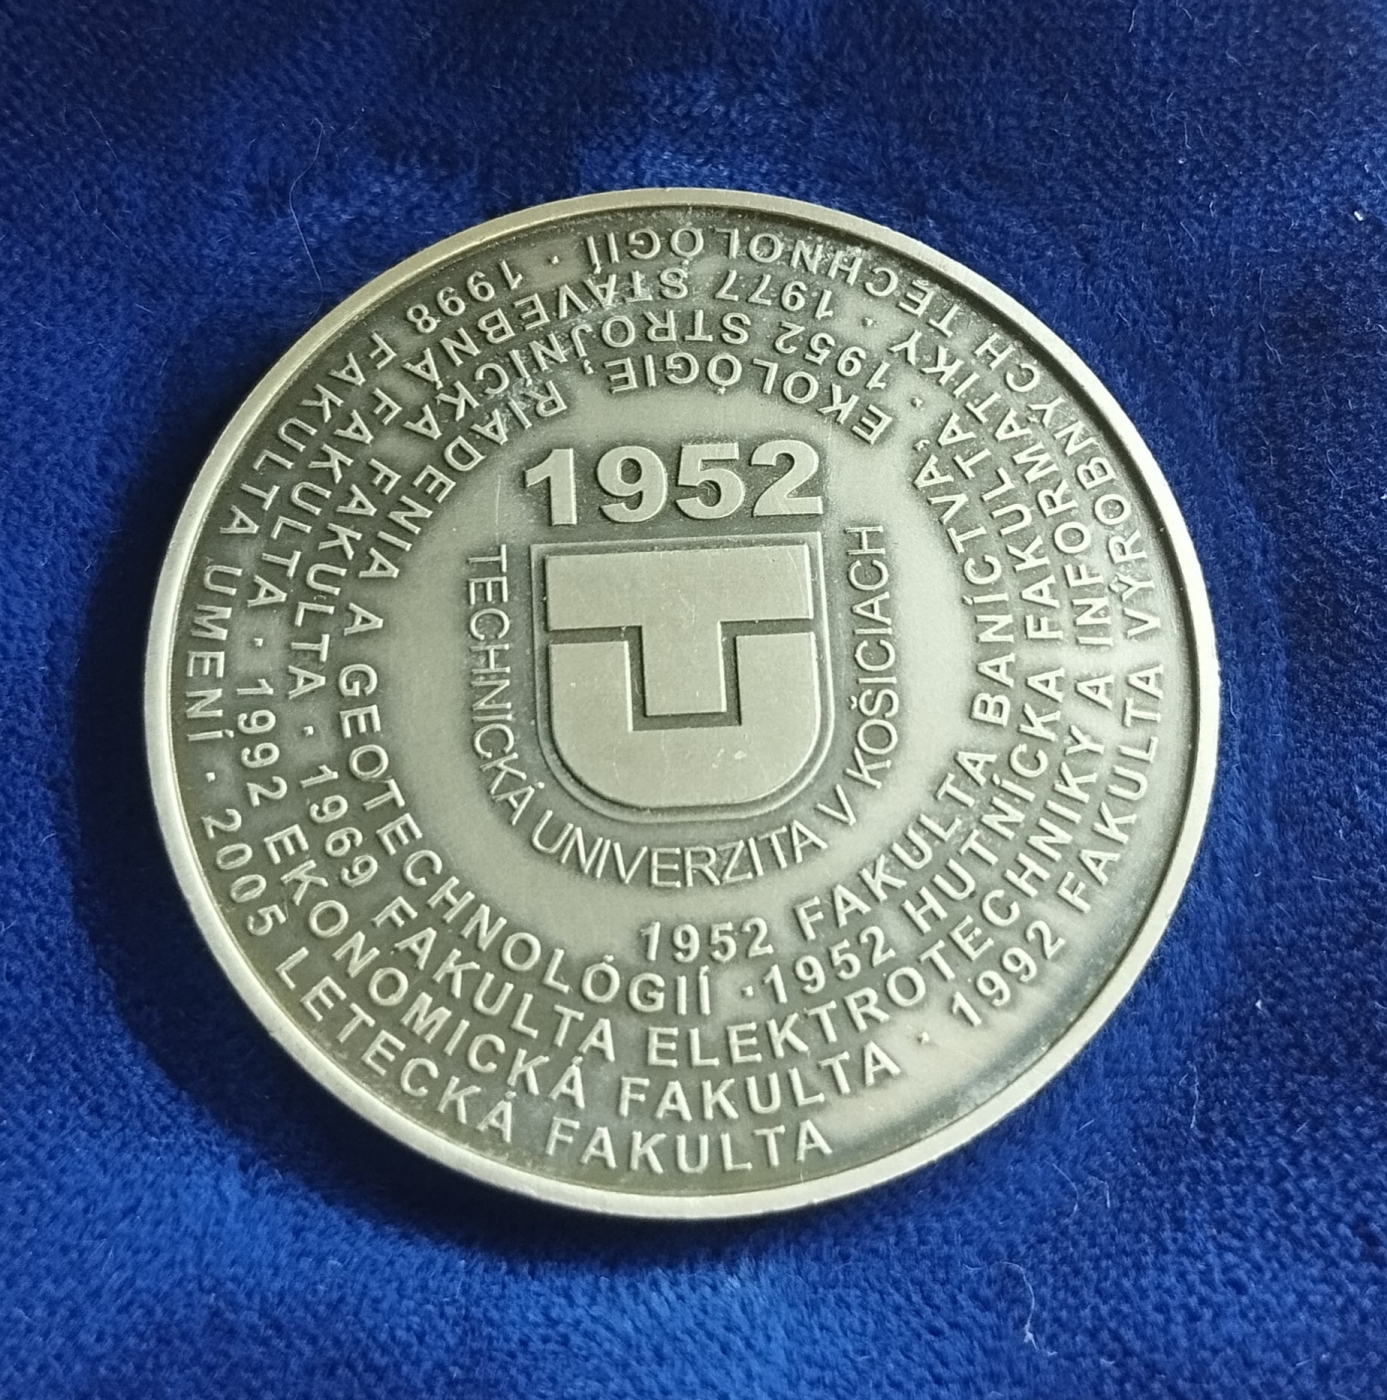 1952
TECHNICKÁ UNIVERZITA V KOŠICIACH
1952 FAKULTA BANÍCTVA, EKOLÓGIE, RIADENIA A GEOTECHNOLÓGIÍ · 1952 HUTNÍCKA FAKULTA · 1952 STROJNÍCKA FAKULTA · 1969 FAKULTA ELEKTROTECHNIKY A INFORMATIKY · 1977 STAVEBNÁ FAKULTA · 1992 EKONOMICKÁ FAKULTA · 1992 FAKULTA VÝROBNÝCH TECHNOLÓGIÍ · 1998 FAKULTA UMENÍ · 2005 LETECKÁ FAKULTA